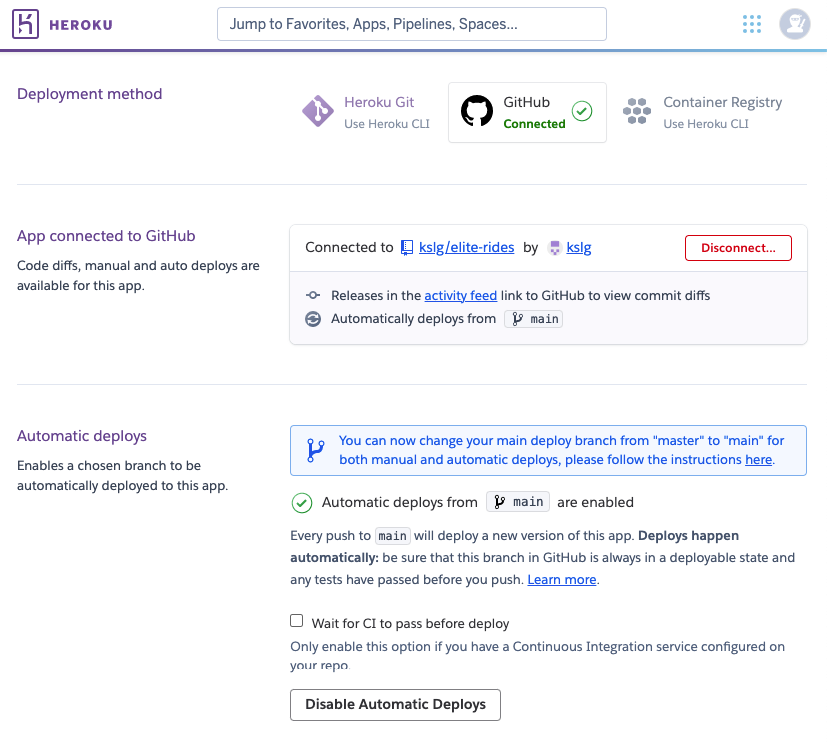 HEROKU
Jump to Favorites, Apps, Pipelines, Spaces...
Deployment method
Heroku Git
Use Heroku CLI
GitHub
Connected
Container Registry
Use Heroku CLI
App connected to GitHub
Code diffs, manual and auto deploys are
available for this app.
Connected to kslg/elite-rides by kslg
Disconnect...
Releases in the activity feed link to GitHub to view commit diffs
Automatically deploys from main
Automatic deploys
Enables a chosen branch to be
automatically deployed to this app.
You can now change your main deploy branch from "master" to "main" for
both manual and automatic deploys, please follow the instructions here.
Automatic deploys from main are enabled
Every push to main will deploy a new version of this app. Deploys happen
automatically: be sure that this branch in GitHub is always in a deployable state and
any tests have passed before you push. Learn more.
Wait for CI to pass before deploy
Only enable this option if you have a Continuous Integration service configured on
your repo.
Disable Automatic Deploys